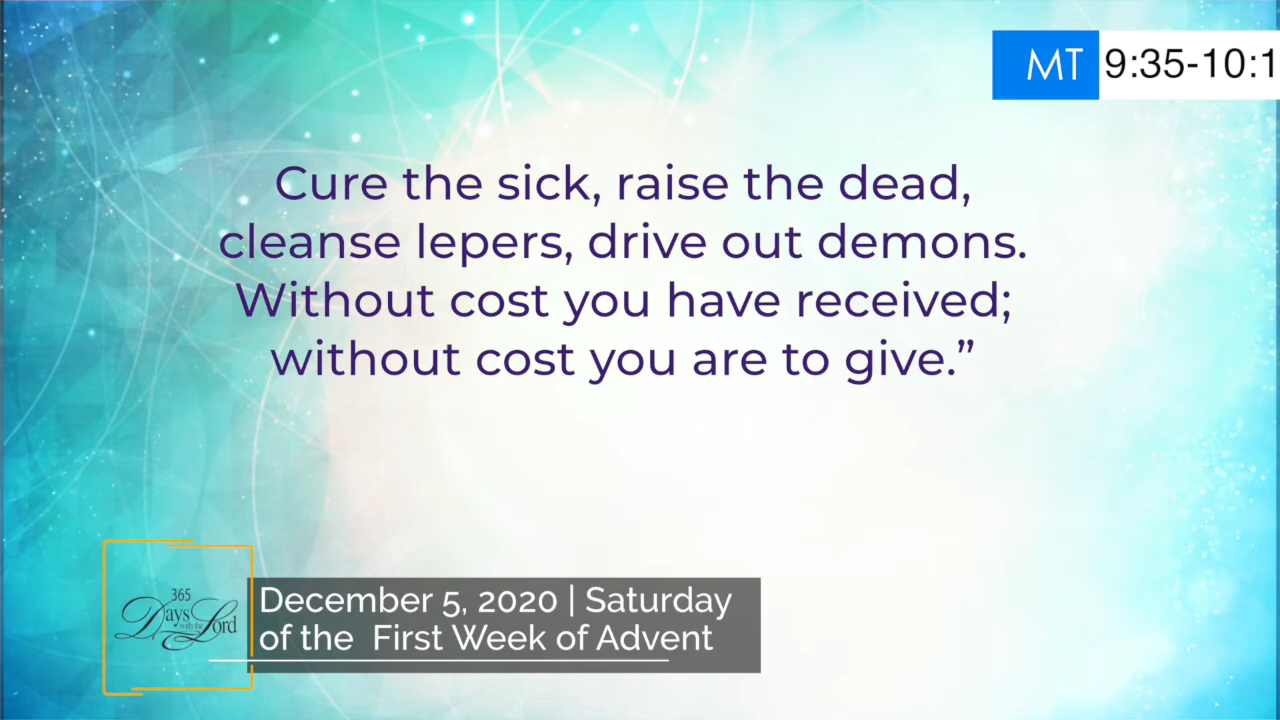 MT 9:35-10:1
Cure the sick, raise the dead,
cleanse lepers, drive out demons.
Without cost you have received;
without cost you are to give.”
365
Days with the Lord
December 5, 2020 | Saturday
of the First Week of Advent